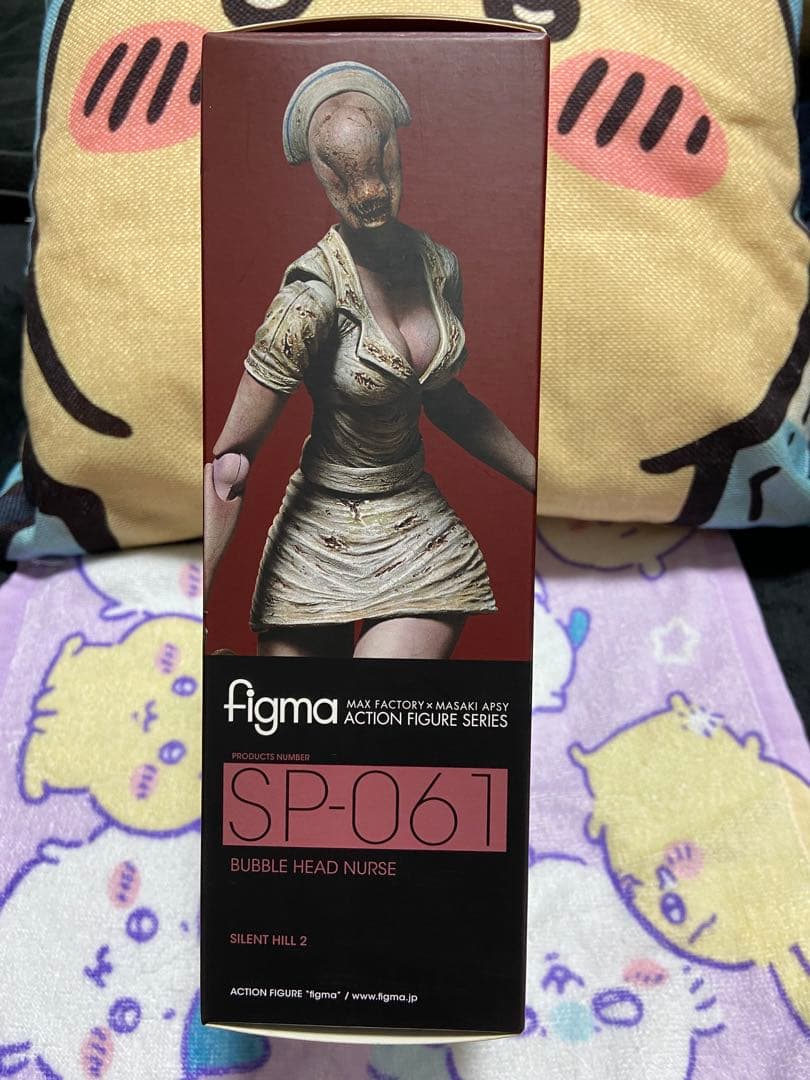 figma
MAX FACTORY × MASAKI APSY
ACTION FIGURE SERIES
PRODUCTS NUMBER
SP-061
BUBBLE HEAD NURSE
SILENT HILL 2
ACTION FIGURE "figma" / www.figma.jp